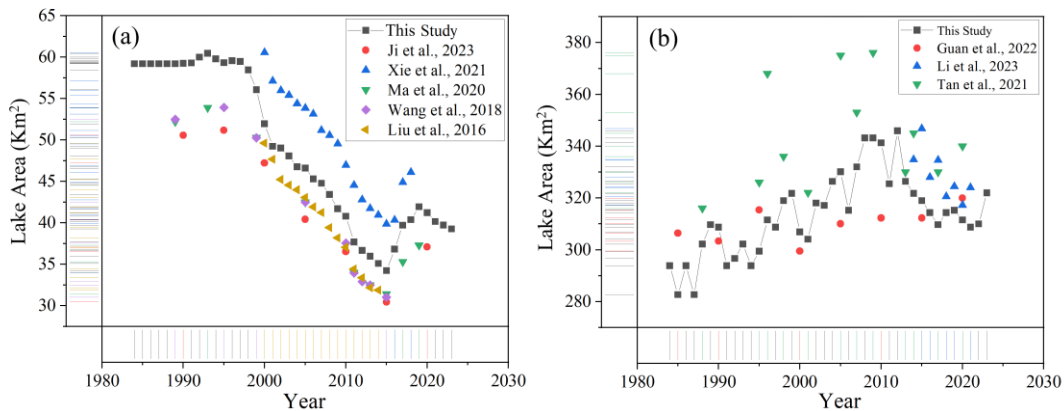 (a)
This Study
Ji et al., 2023
Xie et al., 2021
Ma et al., 2020
Wang et al., 2018
Liu et al., 2016
Lake Area (Km²)
65
60
55
50
45
40
35
30
1980
1990
2000
2010
2020
2030
Year
(b)
This Study
Guan et al., 2022
Li et al., 2023
Tan et al., 2021
Lake Area (Km²)
380
360
340
320
300
280
1980
1990
2000
2010
2020
2030
Year